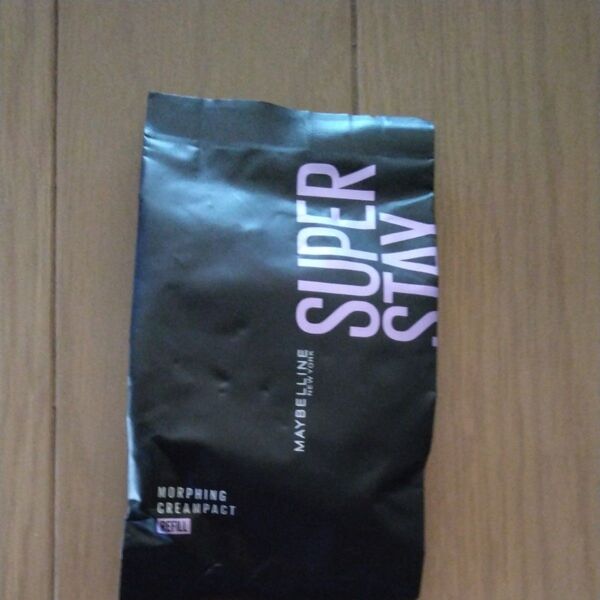 SUPER
STAY
MAYBELLINE
NEW YORK
MORPHING
CREAMPACT
REFILL